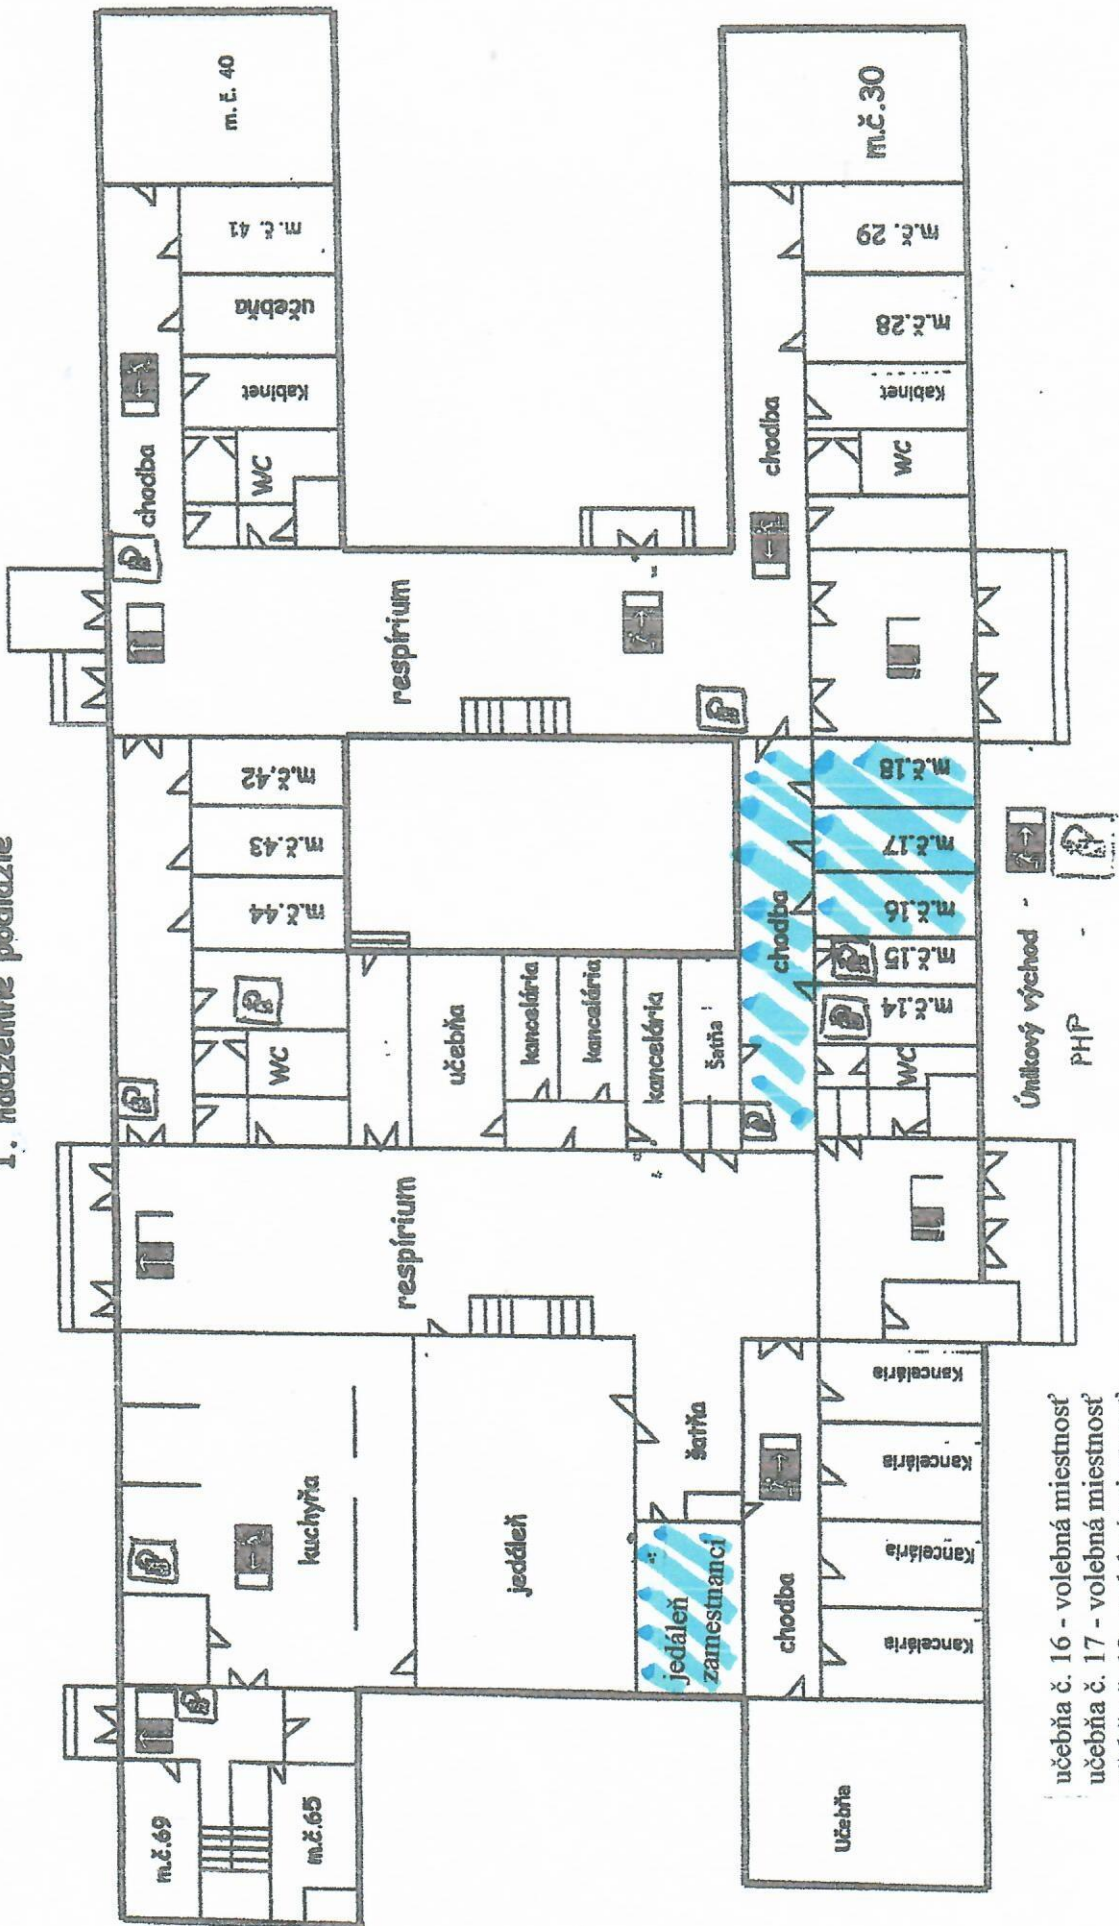 1. nadzemné podlažie
m.č.69
kuchyňa
chodba
m. č. 40
m.č.65
WC
m.č.44
m.č.43
m.č.42
WC
Kabinet
učebňa
m.č. 41
jedáleň
respírium
učebňa
kancelária
kancelária
kancelária
šatňa
respírium
jedáleň
zamestnanci
šatňa
chodba
chodba
chodba
Učebňa
Kancelária
Kancelária
Kancelária
Kancelária
WC
m.č.14
m.č.15
m.č.16
m.č.17
m.č.18
WC
Kabinet
m.č.28
m.č. 29
m.č.30
Únikový východ -
PHP -
učebňa č. 16 - volebná miestnosť
učebňa č. 17 - volebná miestnosť